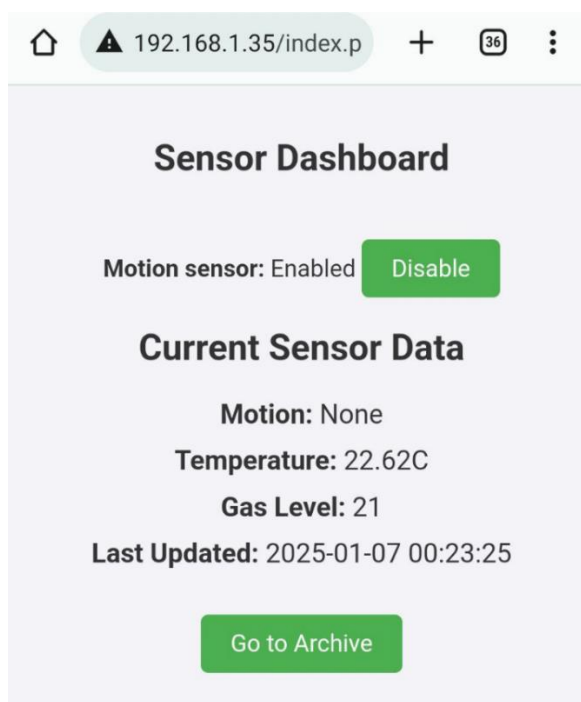 192.168.1.35/index.p
36
Sensor Dashboard
Motion sensor: Enabled Disable
Current Sensor Data
Motion: None
Temperature: 22.62C
Gas Level: 21
Last Updated: 2025-01-07 00:23:25
Go to Archive